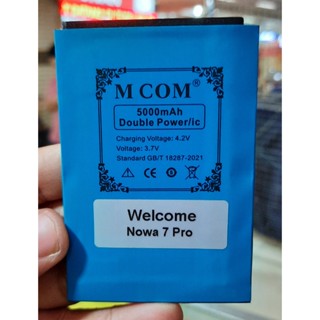 M COM®
5000mAh
Double Power/ic
Charging Voltage: 4.2V
Voltage: 3.7V
Standard GB/T 18287-2021
Welcome
Nowa 7 Pro